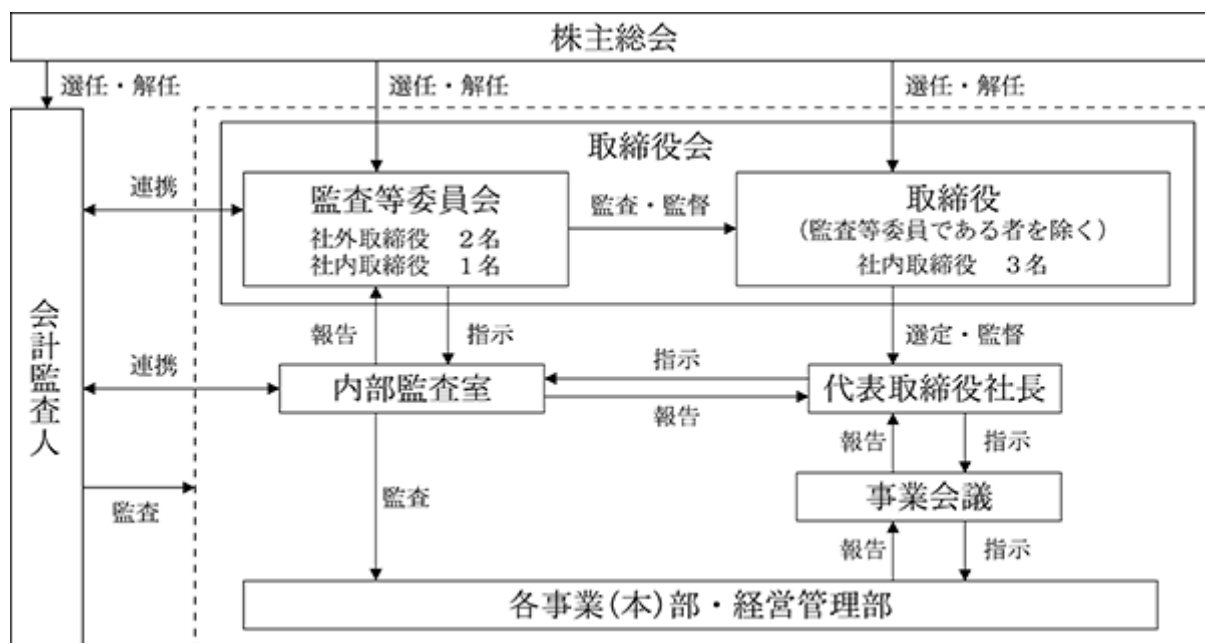 株主総会
選任・解任
選任・解任
選任・解任
取締役会
連携
監査等委員会
社外取締役　２名
社内取締役　１名
監査・監督
取締役
（監査等委員である者を除く）
社内取締役　３名
会計監査人
報告
指示
選定・監督
連携
内部監査室
指示
報告
代表取締役社長
報告
指示
監査
監査
事業会議
報告
指示
各事業(本)部・経営管理部